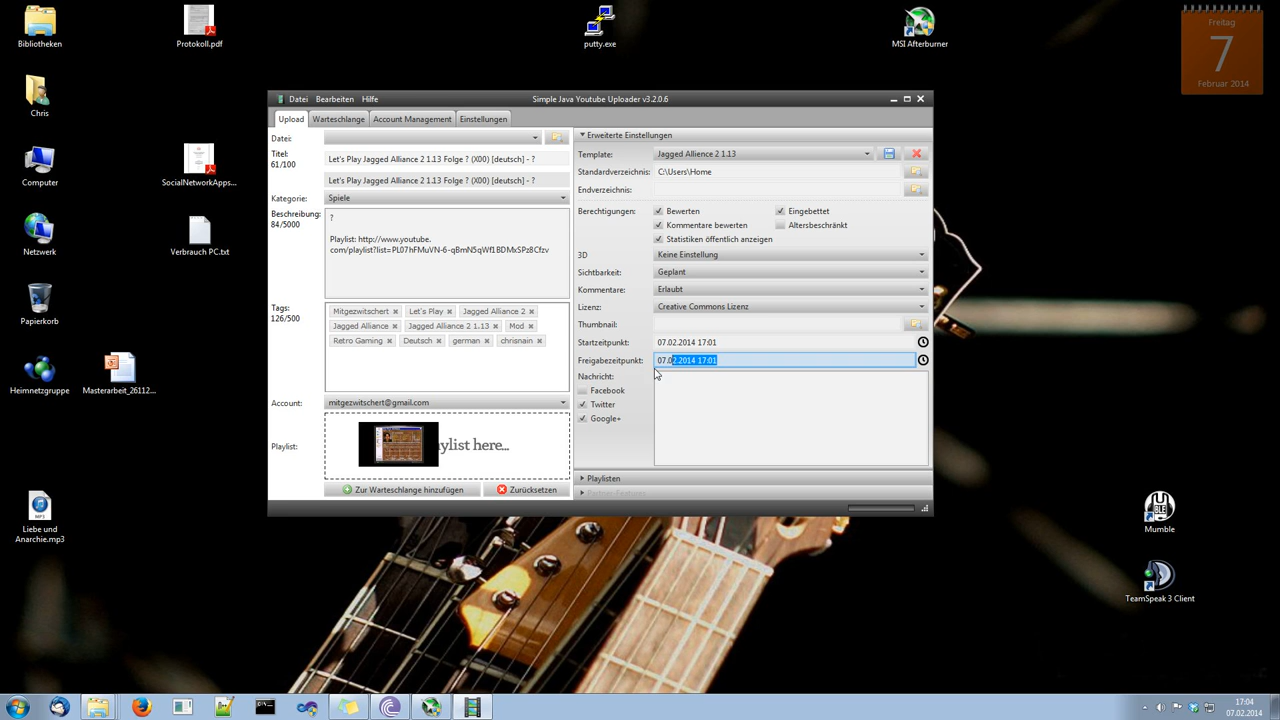 Bibliotheken
Protokoll.pdf
putty.exe
MSI Afterburner
Freitag
7
Februar 2014
Chris
Computer
SocialNetworkApps...
Netzwerk
Verbrauch PC.txt
Papierkorb
Heimnetzgruppe
Masterarbeit_26112...
Liebe und
Anarchie.mp3
Mumble
TeamSpeak 3 Client
Datei Bearbeiten Hilfe
Simple Java Youtube Uploader v3.2.0.6
Upload Warteschlange Account Management Einstellungen
Datei:
Titel:
61/100
Let's Play Jagged Alliance 2 1.13 Folge ? (X00) [deutsch] - ?
Let's Play Jagged Alliance 2 1.13 Folge ? (X00) [deutsch] - ?
Kategorie: Spiele
Beschreibung:
84/5000
?
Playlist: http://www.youtube.
com/playlist?list=PL07hFMuVN-6-qBmN5qWf1BDMxSPz8Cfzv
Tags:
126/500
Mitgezwitschert Let's Play Jagged Alliance 2
Jagged Alliance Jagged Alliance 2 1.13 Mod
Retro Gaming Deutsch german chrisnain
Account: mitgezwitschert@gmail.com
Playlist: ylist here...
Zur Warteschlange hinzufügen Zurücksetzen
Erweiterte Einstellungen
Template: Jagged Alliance 2 1.13
Standardverzeichnis: C:\Users\Home
Endverzeichnis:
Berechtigungen: Bewerten Eingebettet
Kommentare bewerten Altersbeschränkt
Statistiken öffentlich anzeigen
3D Keine Einstellung
Sichtbarkeit: Geplant
Kommentare: Erlaubt
Lizenz: Creative Commons Lizenz
Thumbnail:
Startzeitpunkt: 07.02.2014 17:01
Freigabezeitpunkt: 07.02.2014 17:01
Nachricht:
Facebook
Twitter
Google+
Playlisten
Partner-Features
17:04
07.02.2014